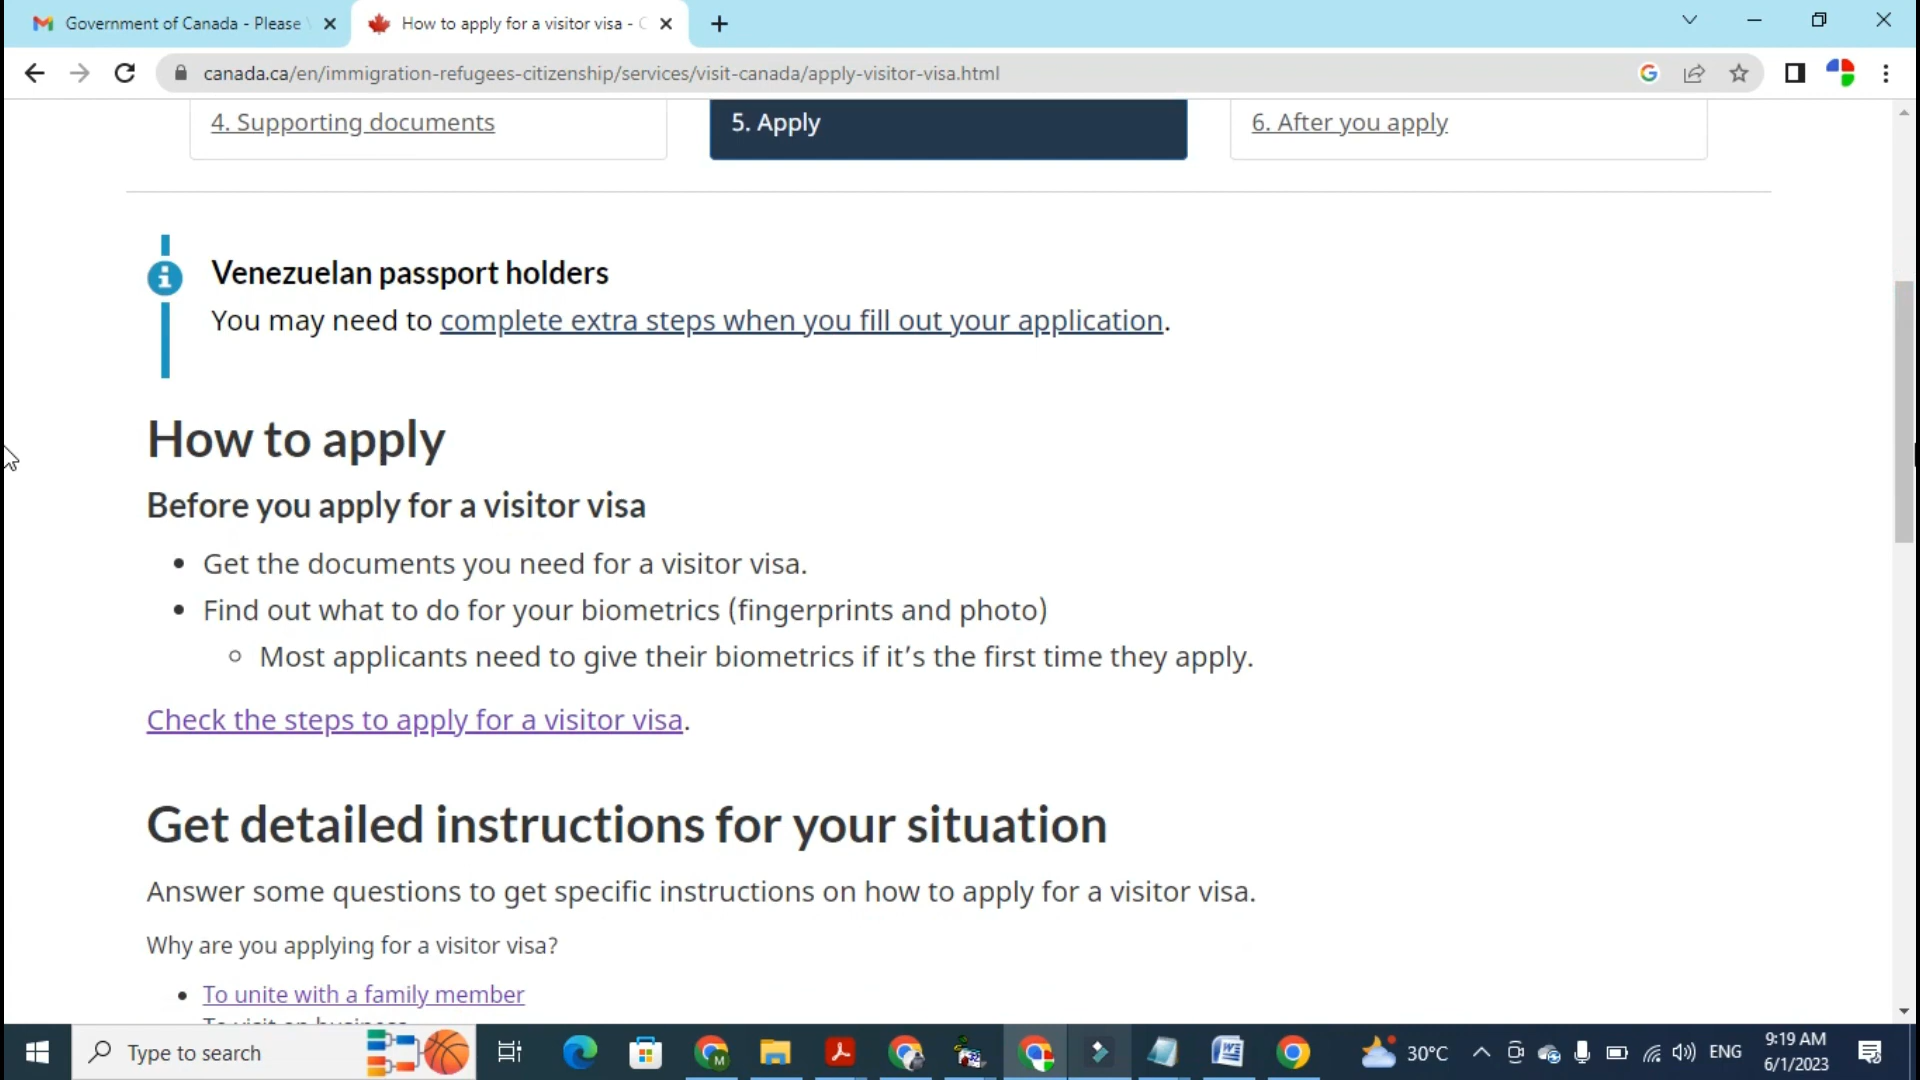 Government of Canada - Please
How to apply for a visitor visa - C
canada.ca/en/immigration-refugees-citizenship/services/visit-canada/apply-visitor-visa.html
4. Supporting documents
5. Apply
6. After you apply
Venezuelan passport holders
You may need to complete extra steps when you fill out your application.
How to apply
Before you apply for a visitor visa
Get the documents you need for a visitor visa.
Find out what to do for your biometrics (fingerprints and photo)
Most applicants need to give their biometrics if it's the first time they apply.
Check the steps to apply for a visitor visa.
Get detailed instructions for your situation
Answer some questions to get specific instructions on how to apply for a visitor visa.
Why are you applying for a visitor visa?
To unite with a family member
To visit on business
Type to search
30°C
ENG
9:19 AM
6/1/2023